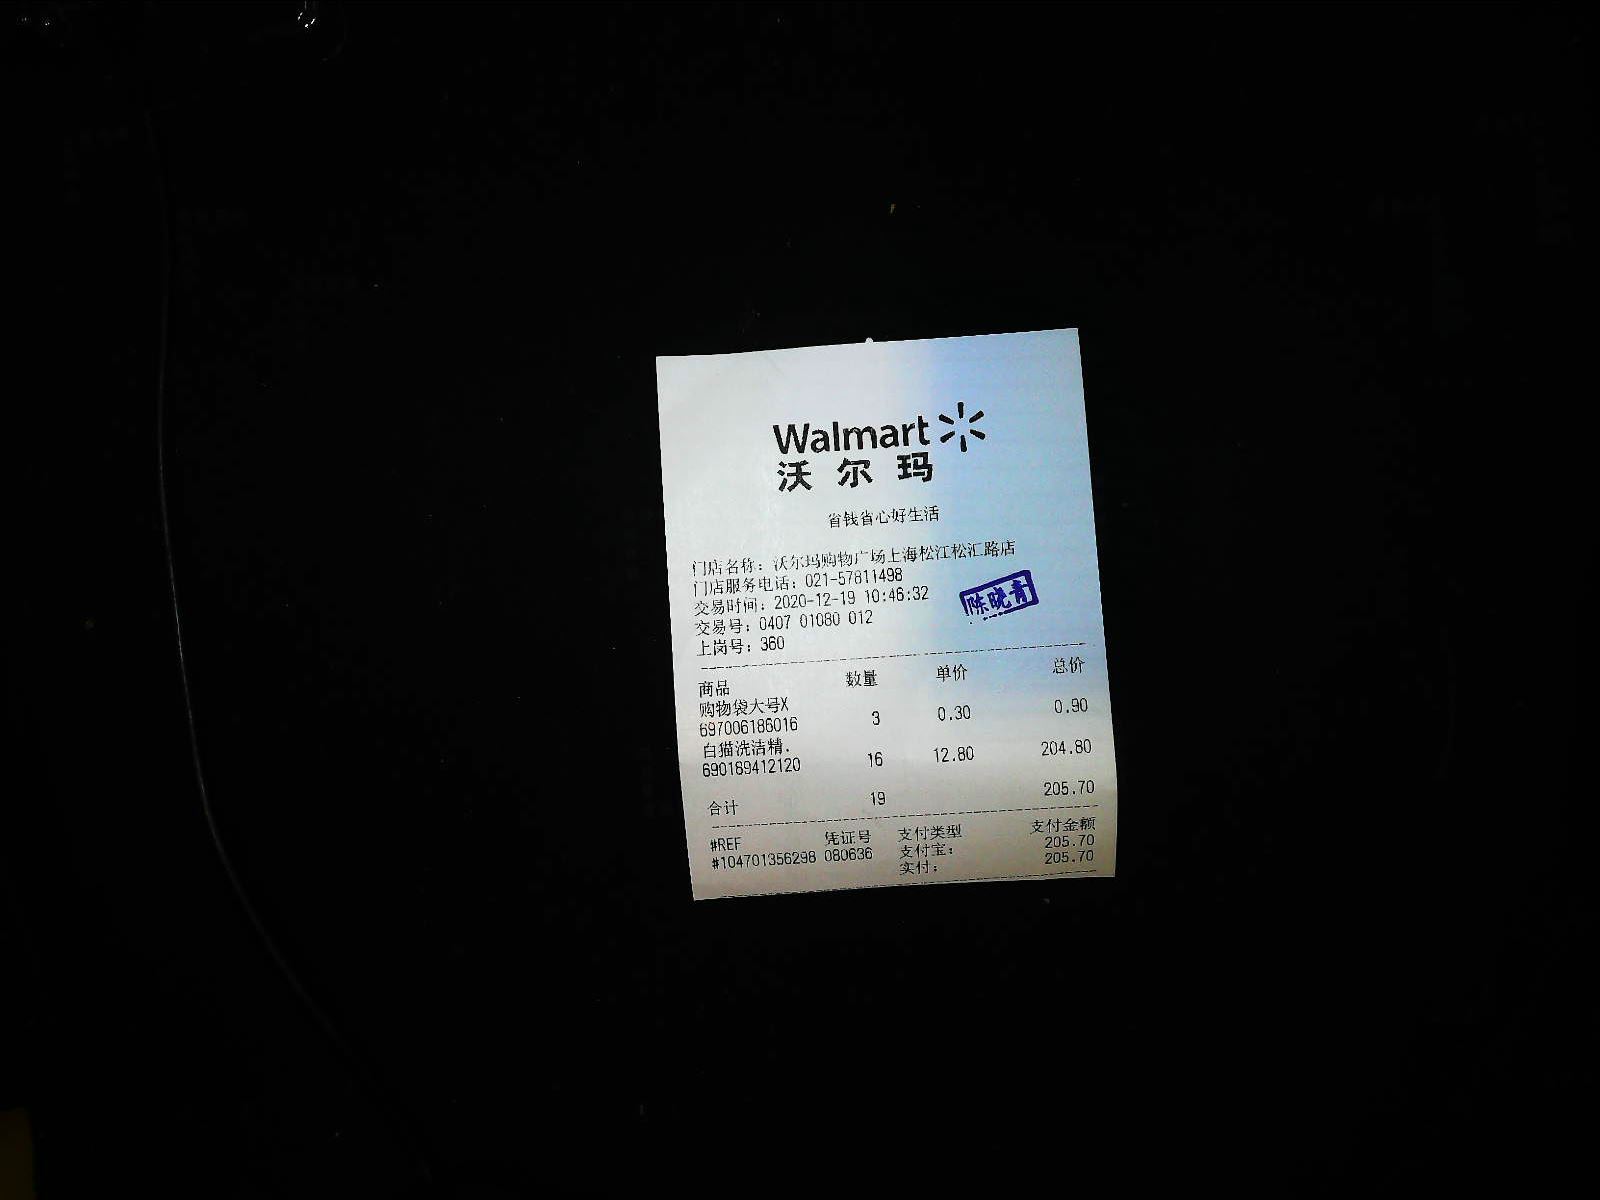 Walmart
沃尔玛
省钱省心好生活
门店名称：沃尔玛购物广场上海松江松汇路店
门店服务电话：021-57811498
交易时间：2020-12-19 10:46:32
陈晓青
交易号：0407 01080 012
上岗号：360
商品 数量 单价 总价
购物袋大号X
697006186016 3 0.30 0.90
白猫洗洁精.
690189412120 16 12.80 204.80
合计 19 205.70
#REF 凭证号 支付类型 支付金额
#104701356298 080636 支付宝： 205.70
实付： 205.70